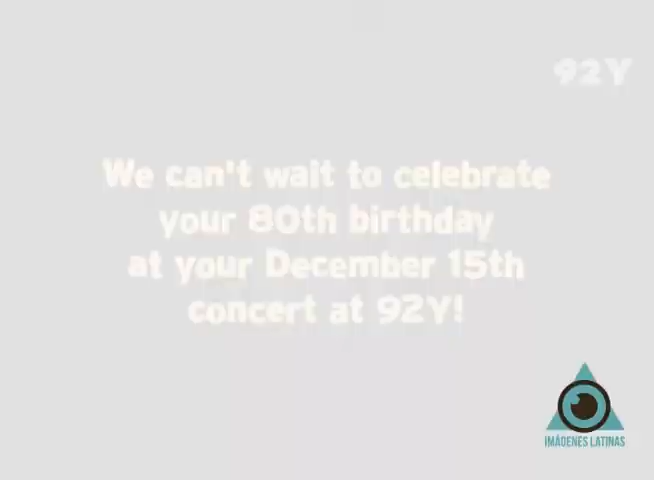 92Y
We can't wait to celebrate
your 80th birthday
at your December 15th
concert at 92Y!
IMÁGENES LATINAS